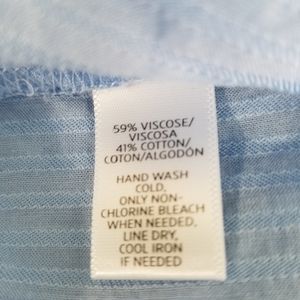 59% VISCOSE/
VISCOSA
41% COTTON/
COTON/ALGODÓN
HAND WASH
COLD,
ONLY NON-
CHLORINE BLEACH
WHEN NEEDED,
LINE DRY,
COOL IRON
IF NEEDED